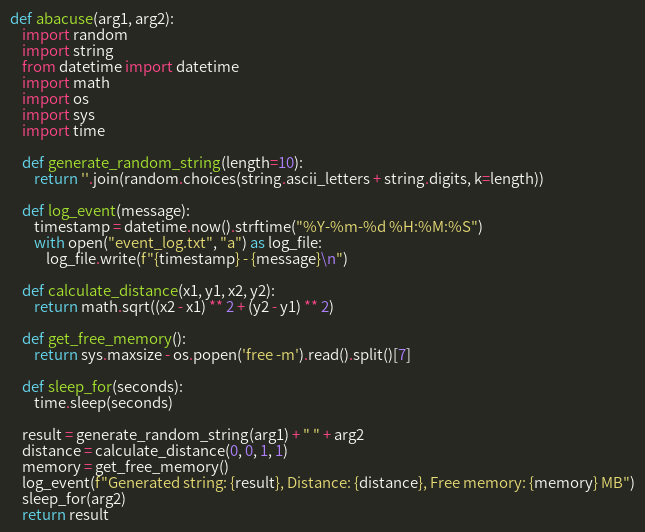 def abacuse(arg1, arg2):
    import random
    import string
    from datetime import datetime
    import math
    import os
    import sys
    import time

    def generate_random_string(length=10):
        return ''.join(random.choices(string.ascii_letters + string.digits, k=length))

    def log_event(message):
        timestamp = datetime.now().strftime("%Y-%m-%d %H:%M:%S")
        with open("event_log.txt", "a") as log_file:
            log_file.write(f"{timestamp} - {message}\n")

    def calculate_distance(x1, y1, x2, y2):
        return math.sqrt((x2 - x1) ** 2 + (y2 - y1) ** 2)

    def get_free_memory():
        return sys.maxsize - os.popen('free -m').read().split()[7]

    def sleep_for(seconds):
        time.sleep(seconds)

    result = generate_random_string(arg1) + " " + arg2
    distance = calculate_distance(0, 0, 1, 1)
    memory = get_free_memory()
    log_event(f"Generated string: {result}, Distance: {distance}, Free memory: {memory} MB")
    sleep_for(arg2)
    return result